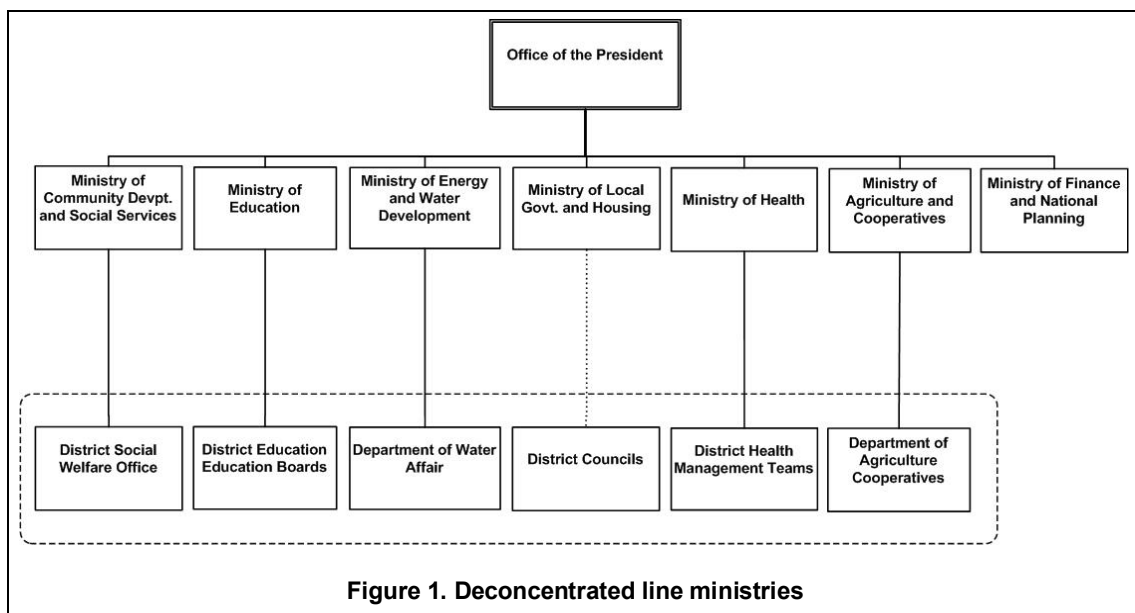 Office of the President
Ministry of
Community Devpt.
and Social Services
Ministry of
Education
Ministry of Energy
and Water
Development
Ministry of Local
Govt. and Housing
Ministry of Health
Ministry of
Agriculture and
Cooperatives
Ministry of Finance
and National
Planning
District Social
Welfare Office
District Education
Education Boards
Department of Water
Affair
District Councils
District Health
Management Teams
Department of
Agriculture
Cooperatives
Figure 1. Deconcentrated line ministries